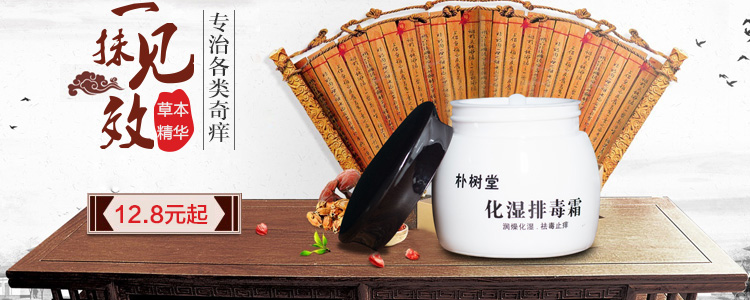 一抹见效
草本
精华
专治各类奇痒
12.8元起
朴树堂
化湿排毒霜
润燥化湿.祛毒止痒